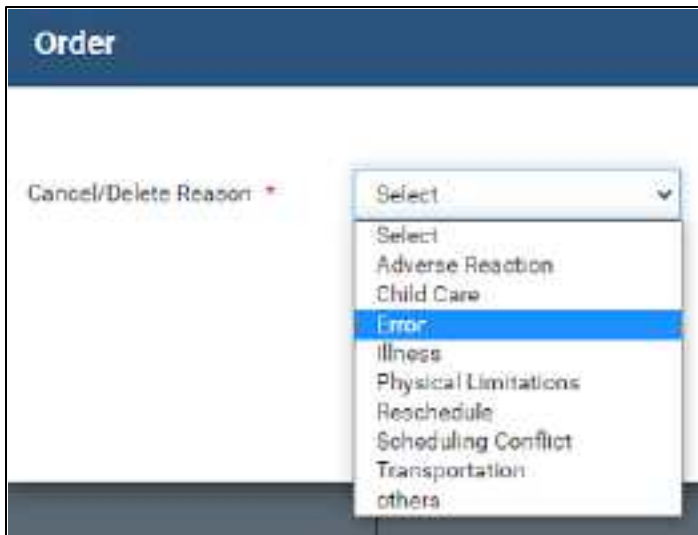 Order
Cancel/Delete Reason * Select
Select
Adverse Reaction
Child Care
Error
Illness
Physical Limitations
Reschedule
Scheduling Conflict
Transportation
others